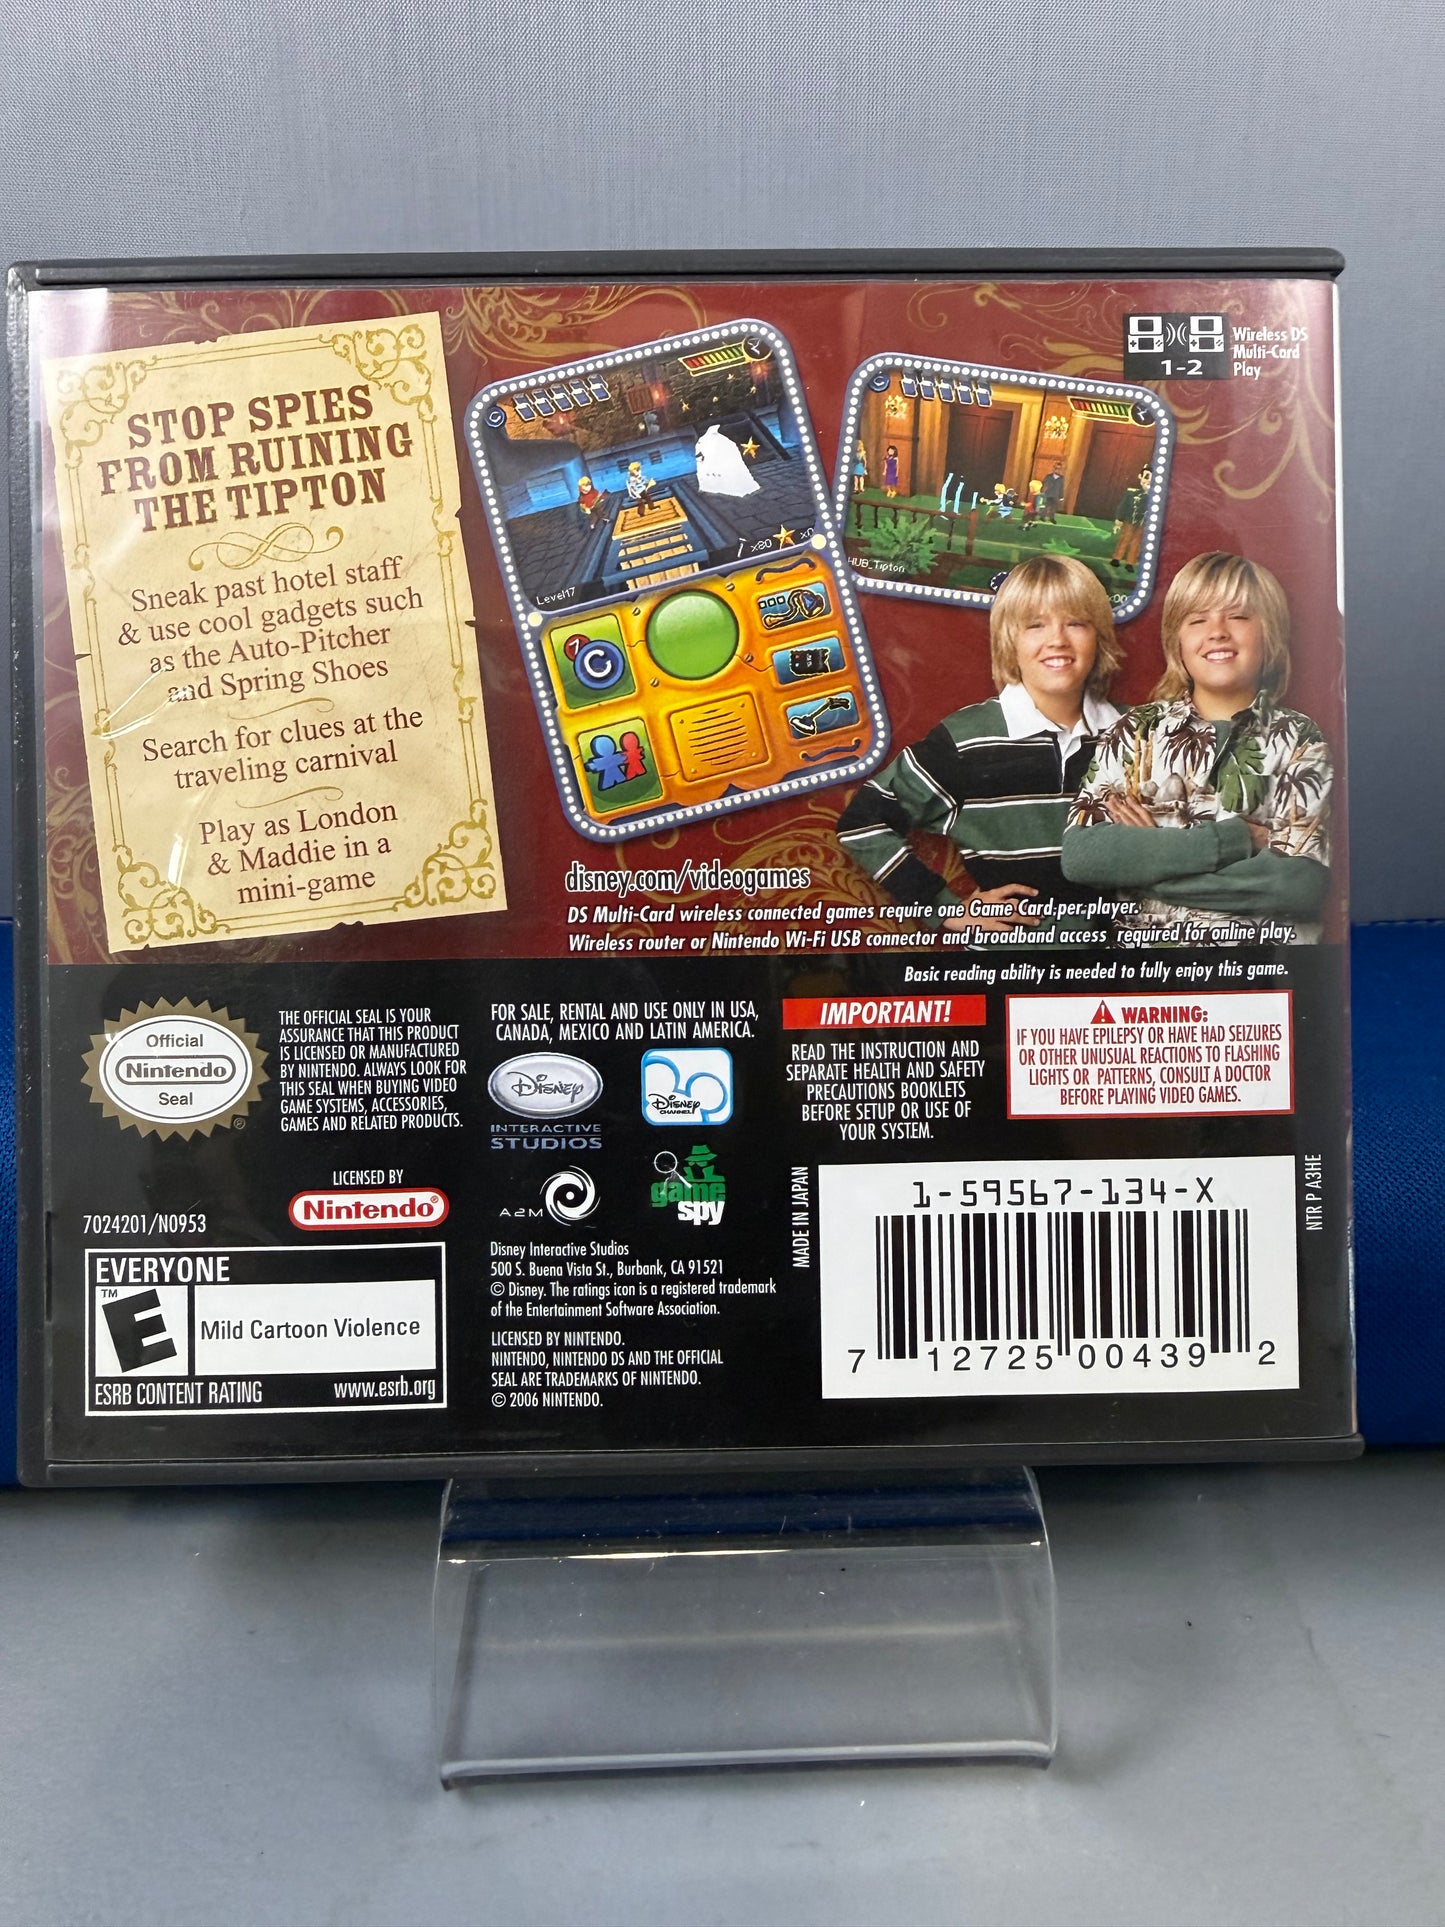 STOP SPIES
FROM RUINING
THE TIPTON
Sneak past hotel staff
& use cool gadgets such
as the Auto-Pitcher
and Spring Shoes
Search for clues at the
traveling carnival
Play as London
& Maddie in a
mini-game
x80
Level17
7
C
HUB_Tipton
1-2
Wireless DS
Multi-Card
Play
disney.com/videogames
DS Multi-Card wireless connected games require one Game Card per player.
Wireless router or Nintendo Wi-Fi USB connector and broadband access required for online play.
Basic reading ability is needed to fully enjoy this game.
Official
Nintendo
Seal
®
THE OFFICIAL SEAL IS YOUR
ASSURANCE THAT THIS PRODUCT
IS LICENSED OR MANUFACTURED
BY NINTENDO. ALWAYS LOOK FOR
THIS SEAL WHEN BUYING VIDEO
GAME SYSTEMS, ACCESSORIES,
GAMES AND RELATED PRODUCTS.
LICENSED BY
Nintendo®
7024201/N0953
EVERYONE
TM
E
Mild Cartoon Violence
ESRB CONTENT RATING www.esrb.org
FOR SALE, RENTAL AND USE ONLY IN USA,
CANADA, MEXICO AND LATIN AMERICA.
Disney
INTERACTIVE
STUDIOS
Disney
CHANNEL
A2M
game
spy
Disney Interactive Studios
500 S. Buena Vista St., Burbank, CA 91521
© Disney. The ratings icon is a registered trademark
of the Entertainment Software Association.
LICENSED BY NINTENDO.
NINTENDO, NINTENDO DS AND THE OFFICIAL
SEAL ARE TRADEMARKS OF NINTENDO.
© 2006 NINTENDO.
IMPORTANT!
READ THE INSTRUCTION AND
SEPARATE HEALTH AND SAFETY
PRECAUTIONS BOOKLETS
BEFORE SETUP OR USE OF
YOUR SYSTEM.
WARNING:
IF YOU HAVE EPILEPSY OR HAVE HAD SEIZURES
OR OTHER UNUSUAL REACTIONS TO FLASHING
LIGHTS OR PATTERNS, CONSULT A DOCTOR
BEFORE PLAYING VIDEO GAMES.
MADE IN JAPAN
1-59567-134-X
7 12725 00439 2
NTR P A3HE